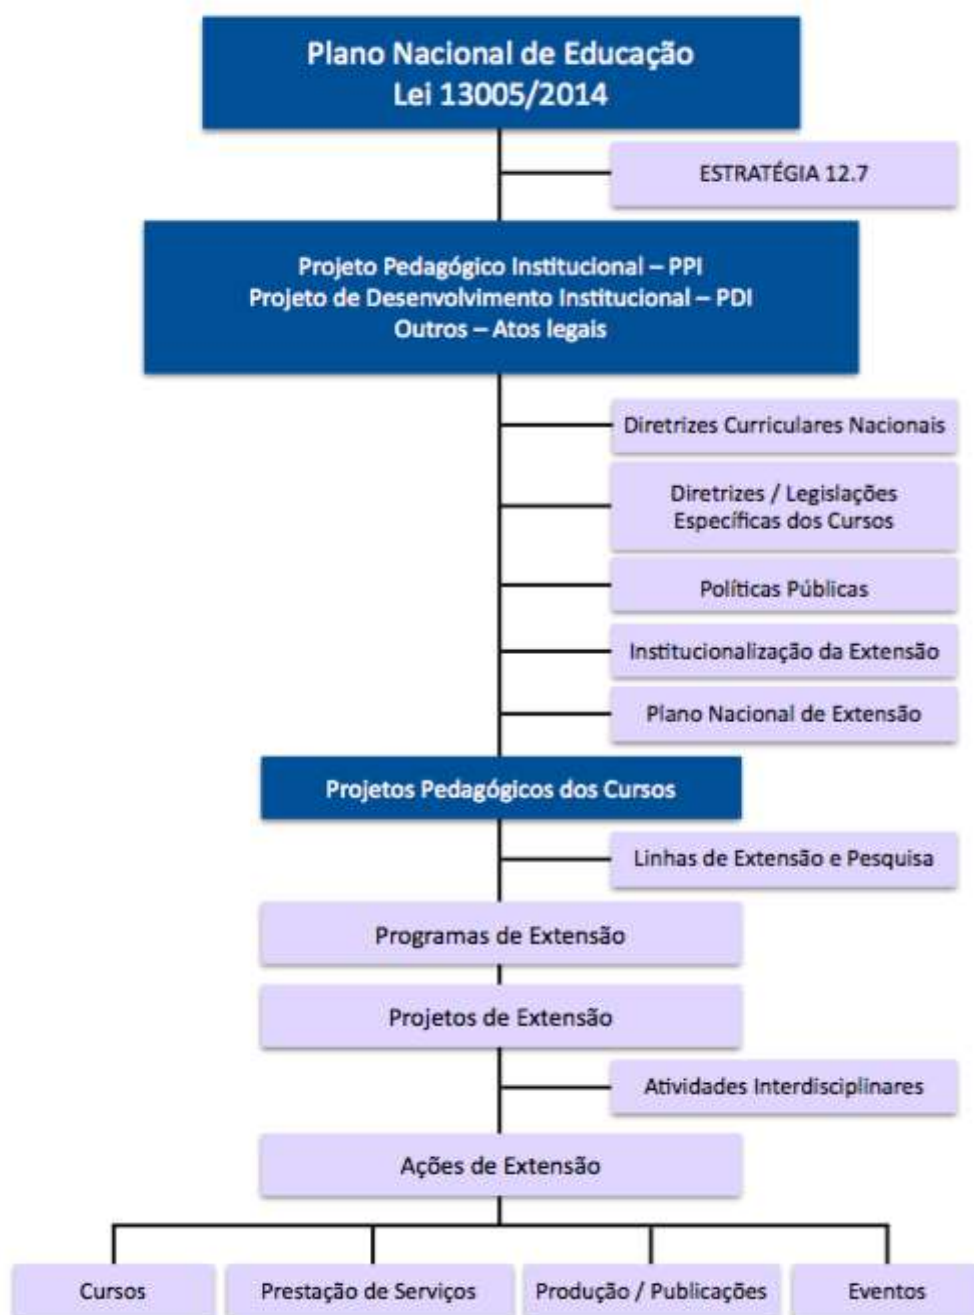 Plano Nacional de Educação
Lei 13005/2014
ESTRATÉGIA 12.7
Projeto Pedagógico Institucional – PPI
Projeto de Desenvolvimento Institucional – PDI
Outros – Atos legais
Diretrizes Curriculares Nacionais
Diretrizes / Legislações
Específicas dos Cursos
Políticas Públicas
Institucionalização da Extensão
Plano Nacional de Extensão
Projetos Pedagógicos dos Cursos
Linhas de Extensão e Pesquisa
Programas de Extensão
Projetos de Extensão
Atividades Interdisciplinares
Ações de Extensão
Cursos
Prestação de Serviços
Produção / Publicações
Eventos